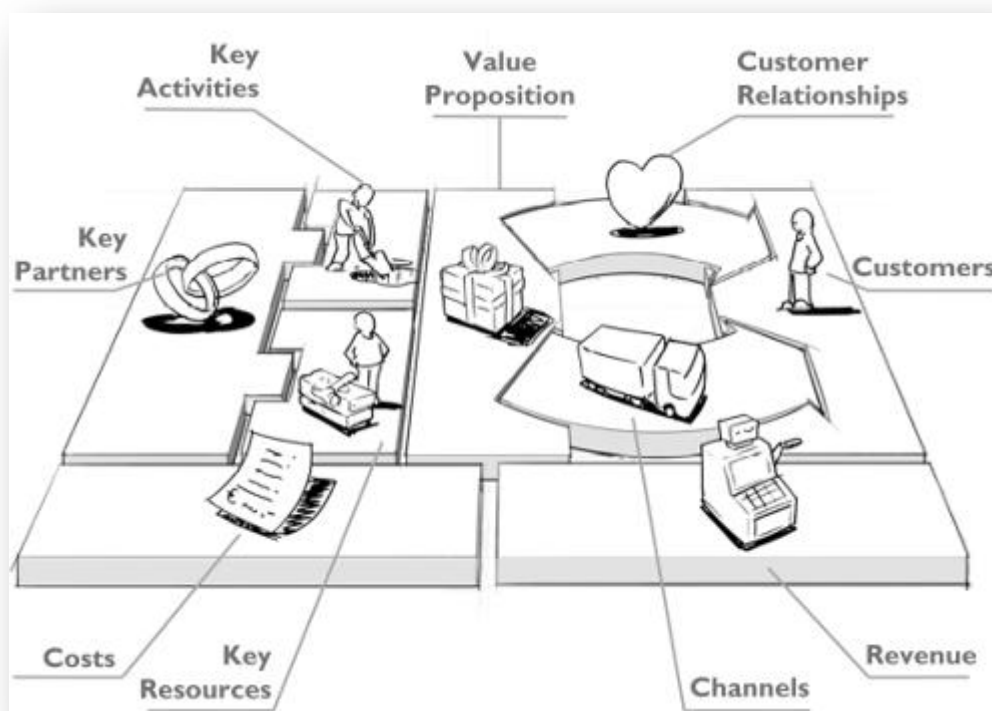 Key
Activities
Value
Proposition
Customer
Relationships
Key
Partners
Customers
Costs
Key
Resources
Channels
Revenue